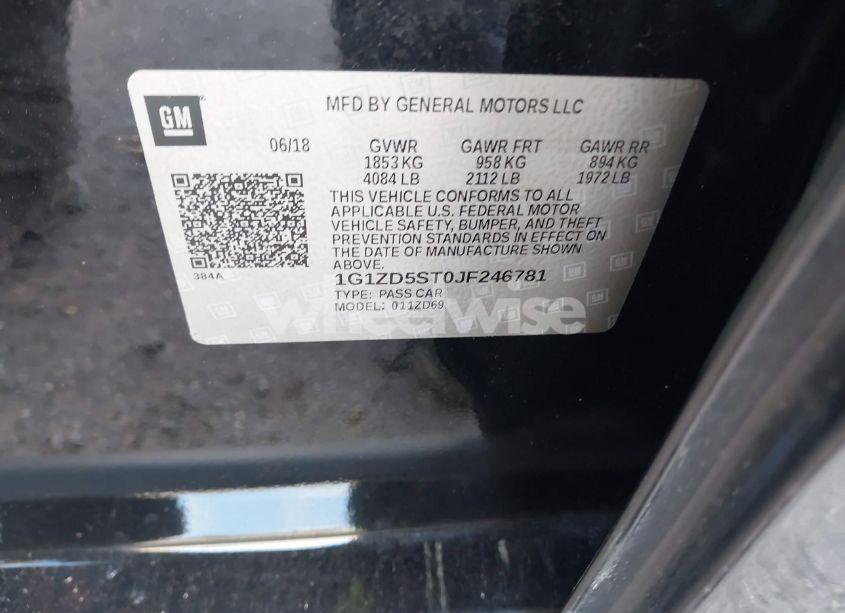 GM
MFD BY GENERAL MOTORS LLC
06/18 GVWR GAWR FRT GAWR RR
1853 KG 958 KG 894 KG
4084 LB 2112 LB 1972 LB
THIS VEHICLE CONFORMS TO ALL
APPLICABLE U.S. FEDERAL MOTOR
VEHICLE SAFETY, BUMPER, AND THEFT
PREVENTION STANDARDS IN EFFECT ON
THE DATE OF MANUFACTURE SHOWN
ABOVE.
384A
1G1ZD5ST0JF246781
TYPE: PASS CAR
MODEL: 011ZD69
wheelwise